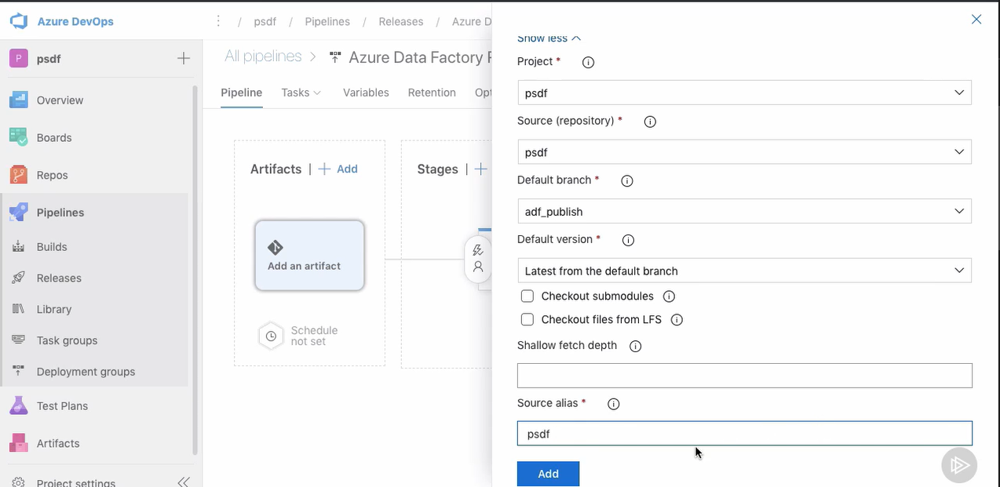 Azure DevOps
psdf / Pipelines / Releases / Azure D
P psdf
All pipelines > Azure Data Factory
Pipeline Tasks Variables Retention Opt
Overview
Boards
Repos
Pipelines
Builds
Releases
Library
Task groups
Deployment groups
Test Plans
Artifacts
Project settings
Artifacts | + Add
Add an artifact
Schedule
not set
Stages | +
Show less
Project *
psdf
Source (repository) *
psdf
Default branch *
adf_publish
Default version *
Latest from the default branch
Checkout submodules
Checkout files from LFS
Shallow fetch depth
Source alias *
psdf
Add